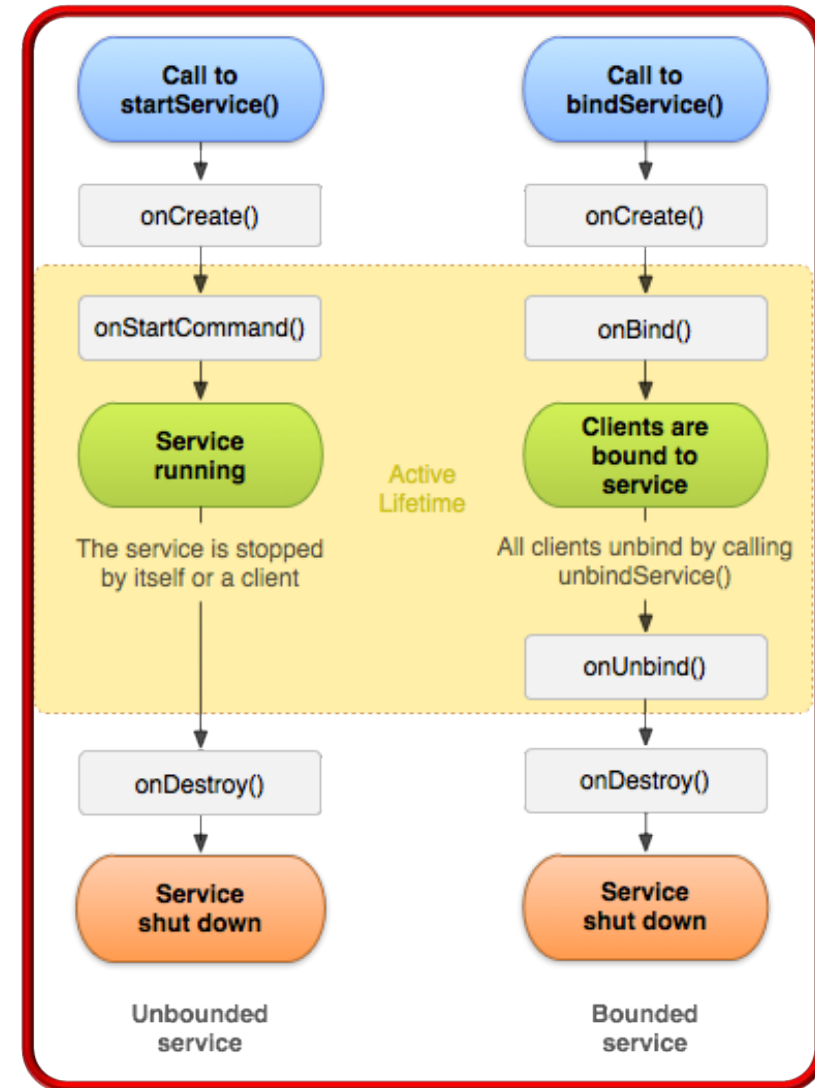 Call to
startService()
onCreate()
onStartCommand()
Service
running
The service is stopped
by itself or a client
onDestroy()
Service
shut down
Unbounded
service
Active
Lifetime
Call to
bindService()
onCreate()
onBind()
Clients are
bound to
service
All clients unbind by calling
unbindService()
onUnbind()
onDestroy()
Service
shut down
Bounded
service